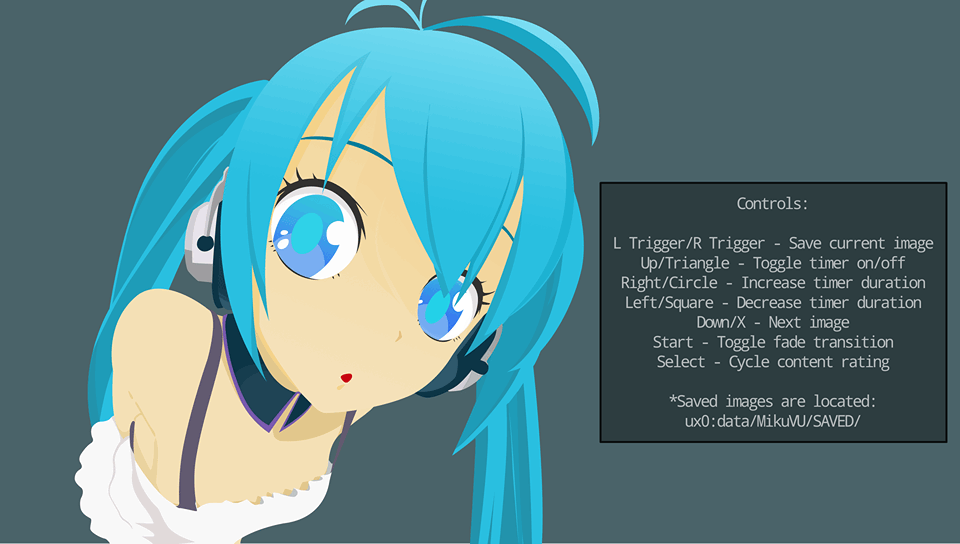 Controls:
L Trigger/R Trigger - Save current image
Up/Triangle - Toggle timer on/off
Right/Circle - Increase timer duration
Left/Square - Decrease timer duration
Down/X - Next image
Start - Toggle fade transition
Select - Cycle content rating
*Saved images are located:
ux0:data/MikuVU/SAVED/